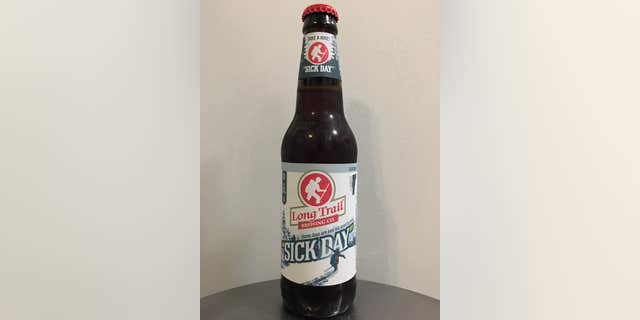 TAKE A HIKE!
SICK DAY
Long Trail
BREWING CO.
SICK DAY